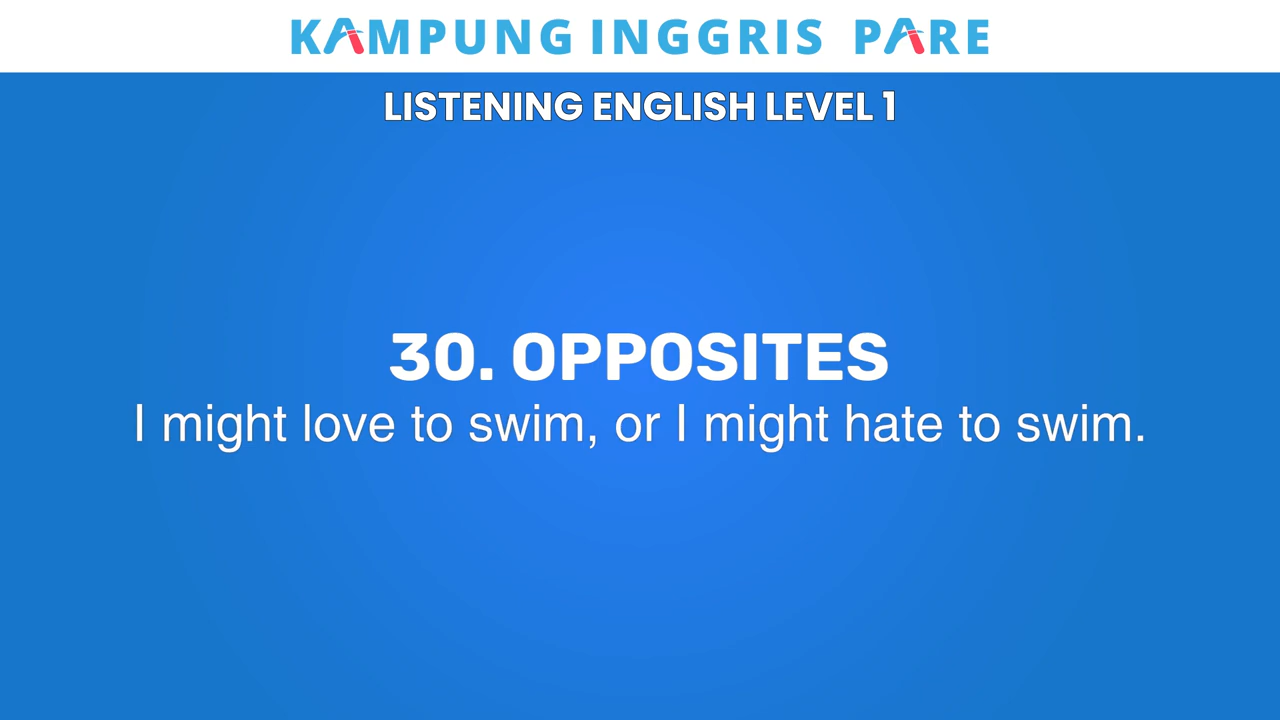 KAMPUNG INGGRIS PARE
LISTENING ENGLISH LEVEL 1
30. OPPOSITES
I might love to swim, or I might hate to swim.